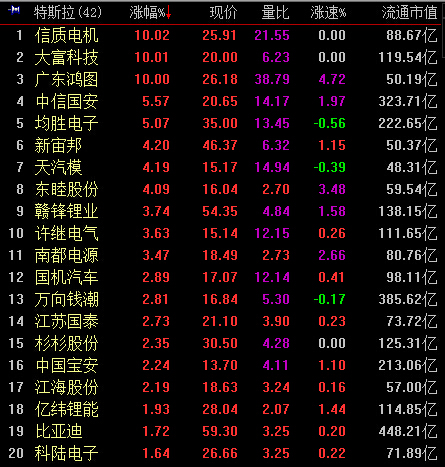 特斯拉(42) 涨幅%↓ 现价 量比 涨速% 流通市值
1 信质电机 10.02 25.91 21.55 0.00 88.67亿
2 大富科技 10.01 20.00 6.23 0.00 119.54亿
3 广东鸿图 10.00 26.18 38.79 4.72 50.19亿
4 中信国安 5.57 20.65 14.17 1.97 323.71亿
5 均胜电子 5.07 35.00 13.45 -0.56 222.65亿
6 新宙邦 4.20 46.37 6.32 1.15 50.37亿
7 天汽模 4.19 15.17 14.94 -0.39 48.31亿
8 东睦股份 4.09 16.04 2.70 3.48 59.54亿
9 赣锋锂业 3.74 54.35 4.84 1.58 138.15亿
10 许继电气 3.63 15.14 12.15 0.26 111.65亿
11 南都电源 3.47 18.49 2.73 2.66 80.76亿
12 国机汽车 2.89 17.07 12.14 0.41 98.11亿
13 万向钱潮 2.81 16.84 5.30 -0.17 385.62亿
14 江苏国泰 2.73 21.10 3.90 0.23 73.72亿
15 杉杉股份 2.35 30.50 4.28 0.00 125.31亿
16 中国宝安 2.24 13.70 4.11 1.10 213.06亿
17 江海股份 2.19 18.63 3.24 0.16 57.00亿
18 亿纬锂能 1.93 28.04 2.07 1.44 114.85亿
19 比亚迪 1.72 59.30 3.25 0.20 448.21亿
20 科陆电子 1.64 26.66 3.25 0.22 71.89亿